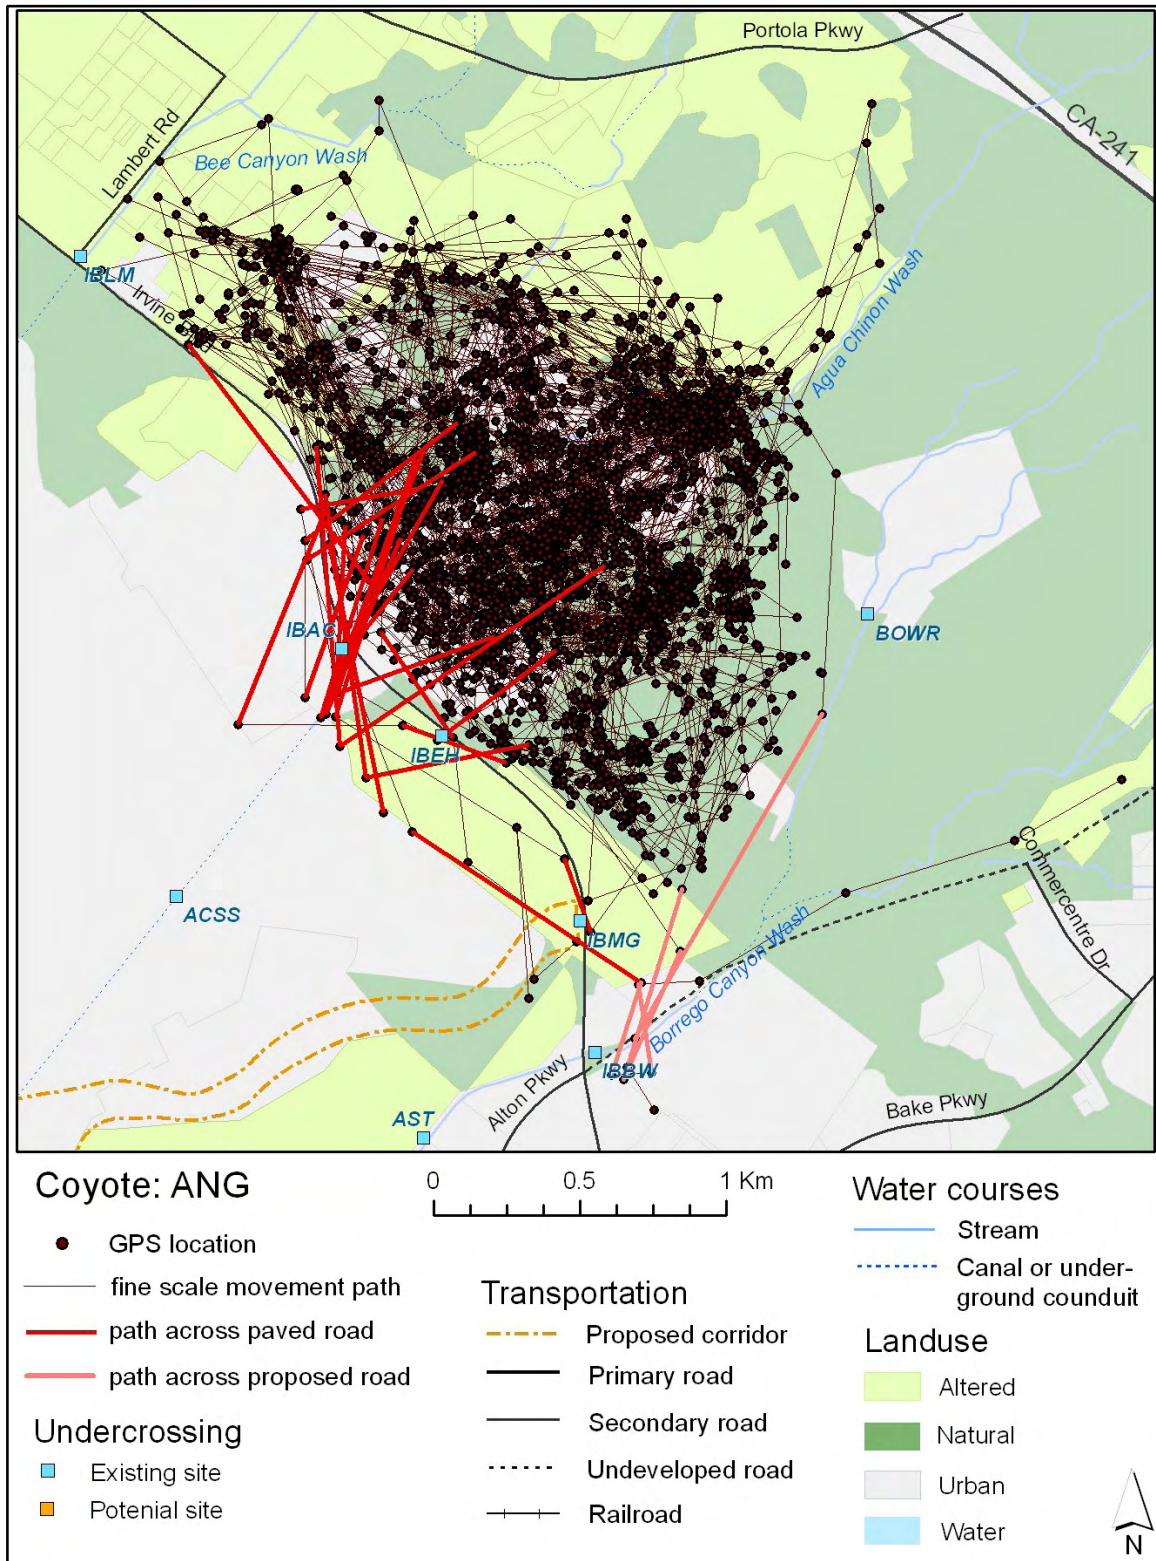 Portola Pkwy
CA-241
Lambert Rd
Bee Canyon Wash
IBLM
Irvine
Agua Chinon Wash
IBAC
BOWR
IBEH
ACSS
IBMG
Commercentre Dr
Borrego Canyon Wash
IBBW
Alton Pkwy
Bake Pkwy
AST
Coyote: ANG
GPS location
fine scale movement path
path across paved road
path across proposed road
Undercrossing
Existing site
Potenial site
0 0.5 1 Km
Transportation
Proposed corridor
Primary road
Secondary road
Undeveloped road
Railroad
Water courses
Stream
Canal or under-
ground counduit
Landuse
Altered
Natural
Urban
Water
N